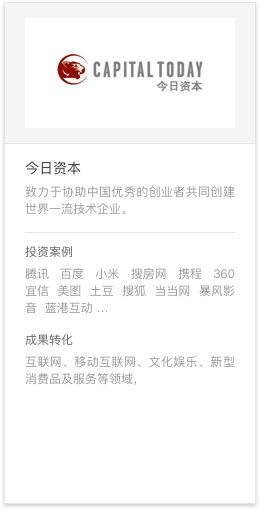 CAPITAL TODAY
今日资本
今日资本
致力于协助中国优秀的创业者共同创建
世界一流技术企业。
投资案例
腾讯 百度 小米 搜房网 携程 360
宜信 美图 土豆 搜狐 当当网 暴风影
音 蓝港互动 ...
成果转化
互联网、移动互联网、文化娱乐、新型
消费品及服务等领域，